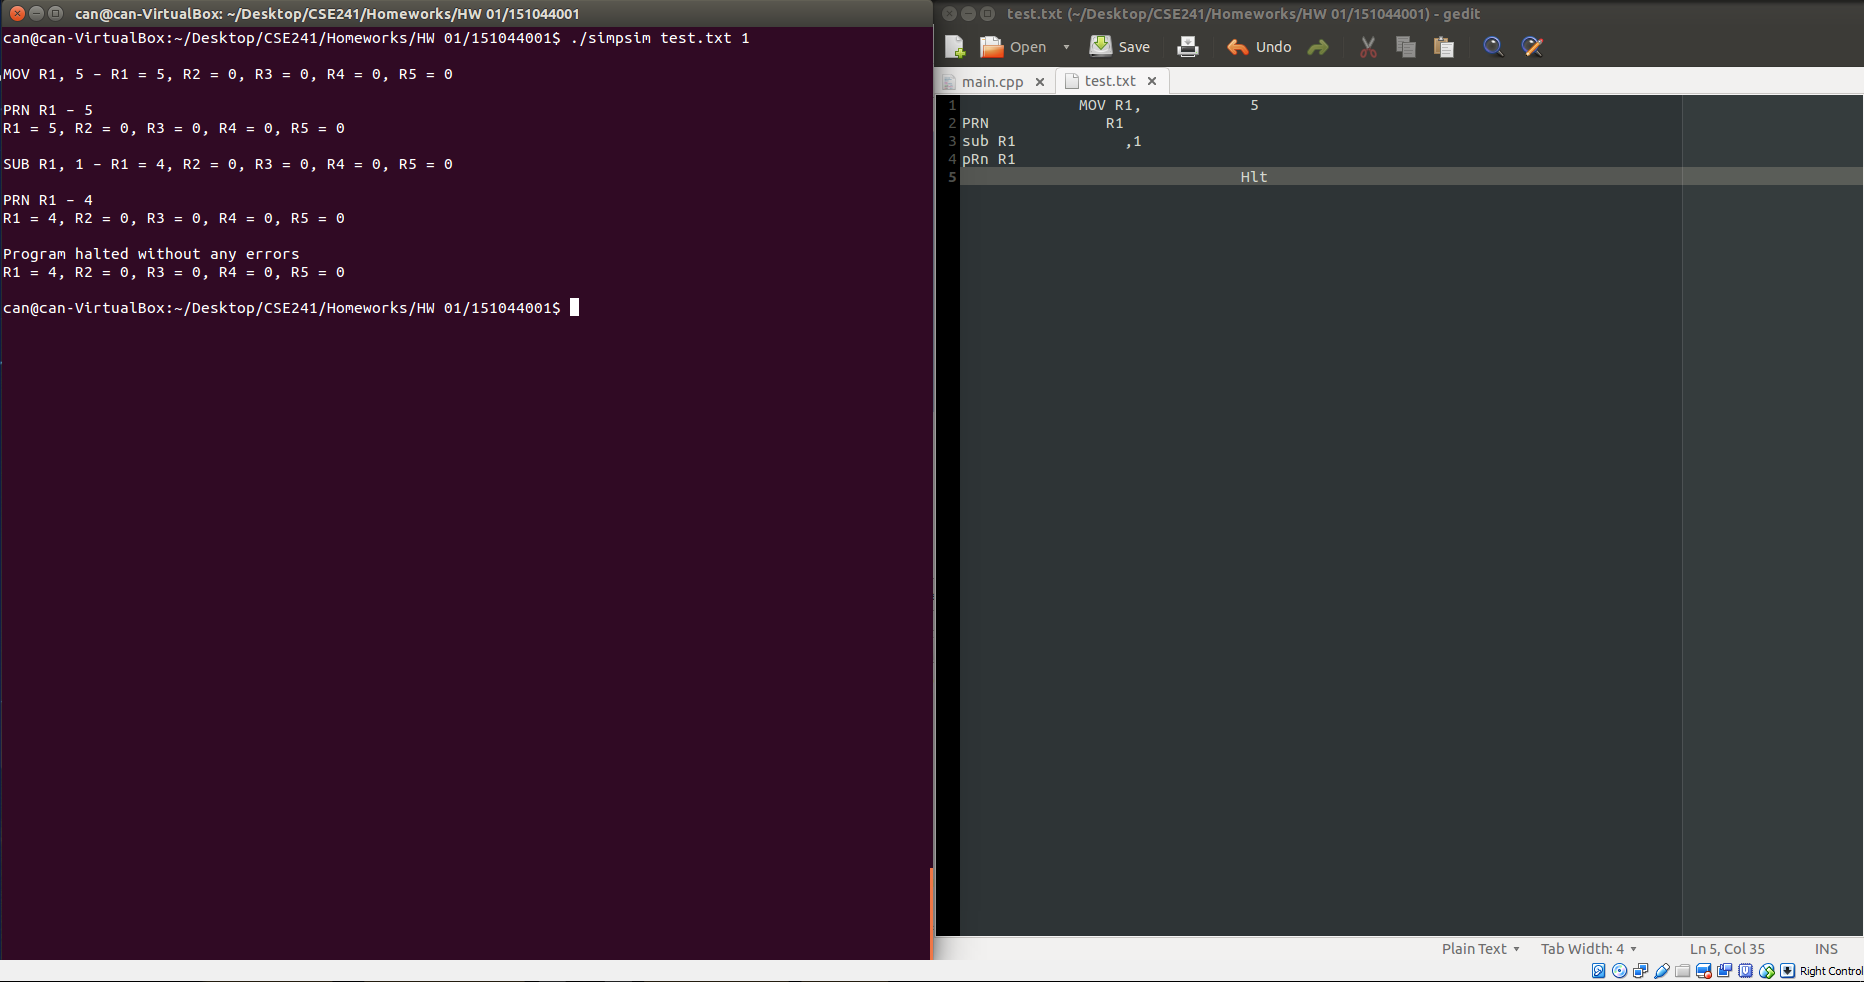 can@can-VirtualBox: ~/Desktop/CSE241/Homeworks/HW 01/151044001
can@can-VirtualBox:~/Desktop/CSE241/Homeworks/HW 01/151044001$ ./simpsim test.txt 1
MOV R1, 5 - R1 = 5, R2 = 0, R3 = 0, R4 = 0, R5 = 0
PRN R1 - 5
R1 = 5, R2 = 0, R3 = 0, R4 = 0, R5 = 0
SUB R1, 1 - R1 = 4, R2 = 0, R3 = 0, R4 = 0, R5 = 0
PRN R1 - 4
R1 = 4, R2 = 0, R3 = 0, R4 = 0, R5 = 0
Program halted without any errors
R1 = 4, R2 = 0, R3 = 0, R4 = 0, R5 = 0
can@can-VirtualBox:~/Desktop/CSE241/Homeworks/HW 01/151044001$
test.txt (~/Desktop/CSE241/Homeworks/HW 01/151044001) - gedit
Open Save Undo
main.cpp test.txt
1 MOV R1, 5
2 PRN R1
3 sub R1 ,1
4 pRn R1
5 Hlt
Plain Text Tab Width: 4 Ln 5, Col 35 INS
Right Control